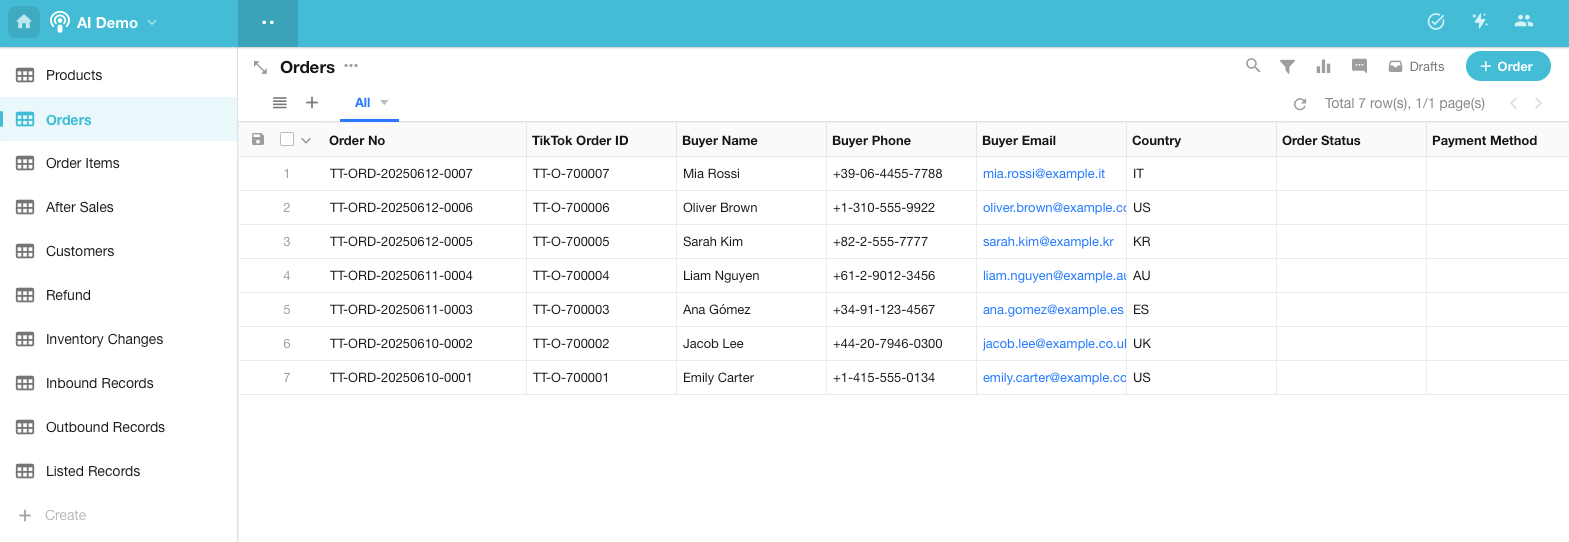 AI Demo
Products
Orders
Order Items
After Sales
Customers
Refund
Inventory Changes
Inbound Records
Outbound Records
Listed Records
+ Create
Orders ...
Drafts
+ Order
+ All
Total 7 row(s), 1/1 page(s)
Order No TikTok Order ID Buyer Name Buyer Phone Buyer Email Country Order Status Payment Method
1 TT-ORD-20250612-0007 TT-O-700007 Mia Rossi +39-06-4455-7788 mia.rossi@example.it IT
2 TT-ORD-20250612-0006 TT-O-700006 Oliver Brown +1-310-555-9922 oliver.brown@example.co US
3 TT-ORD-20250612-0005 TT-O-700005 Sarah Kim +82-2-555-7777 sarah.kim@example.kr KR
4 TT-ORD-20250611-0004 TT-O-700004 Liam Nguyen +61-2-9012-3456 liam.nguyen@example.au AU
5 TT-ORD-20250611-0003 TT-O-700003 Ana Gómez +34-91-123-4567 ana.gomez@example.es ES
6 TT-ORD-20250610-0002 TT-O-700002 Jacob Lee +44-20-7946-0300 jacob.lee@example.co.uk UK
7 TT-ORD-20250610-0001 TT-O-700001 Emily Carter +1-415-555-0134 emily.carter@example.co US